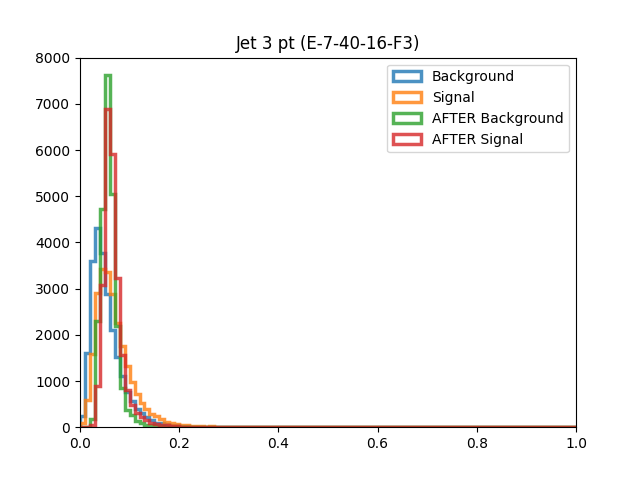 Jet 3 pt (E-7-40-16-F3)
8000
7000
6000
5000
4000
3000
2000
1000
0
0.0 0.2 0.4 0.6 0.8 1.0
Background
Signal
AFTER Background
AFTER Signal